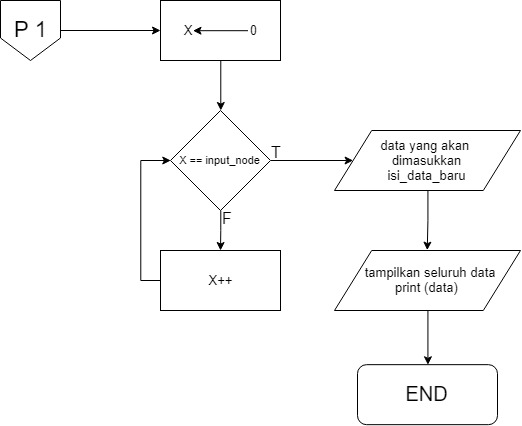 P 1
X 0
X == input_node
T
F
X++
data yang akan
dimasukkan
isi_data_baru
tampilkan seluruh data
print (data)
END